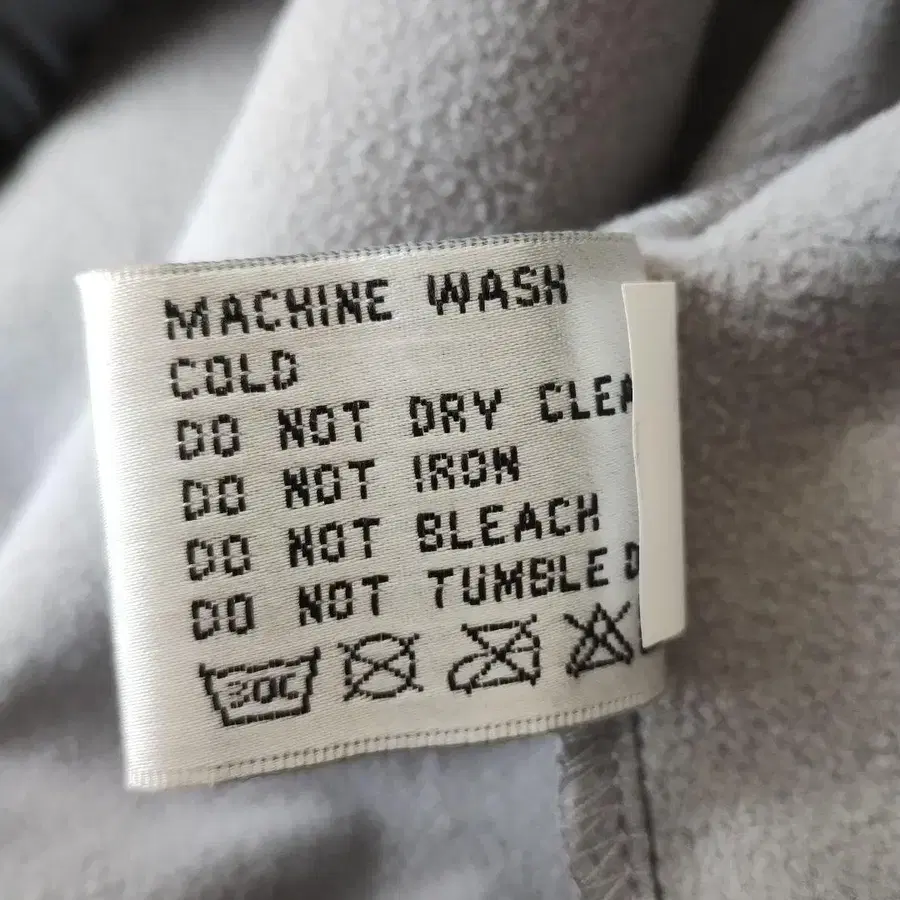 MACHINE WASH
COLD
DO NOT DRY CLEA
DO NOT IRON
DO NOT BLEACH
DO NOT TUMBLE D
30C